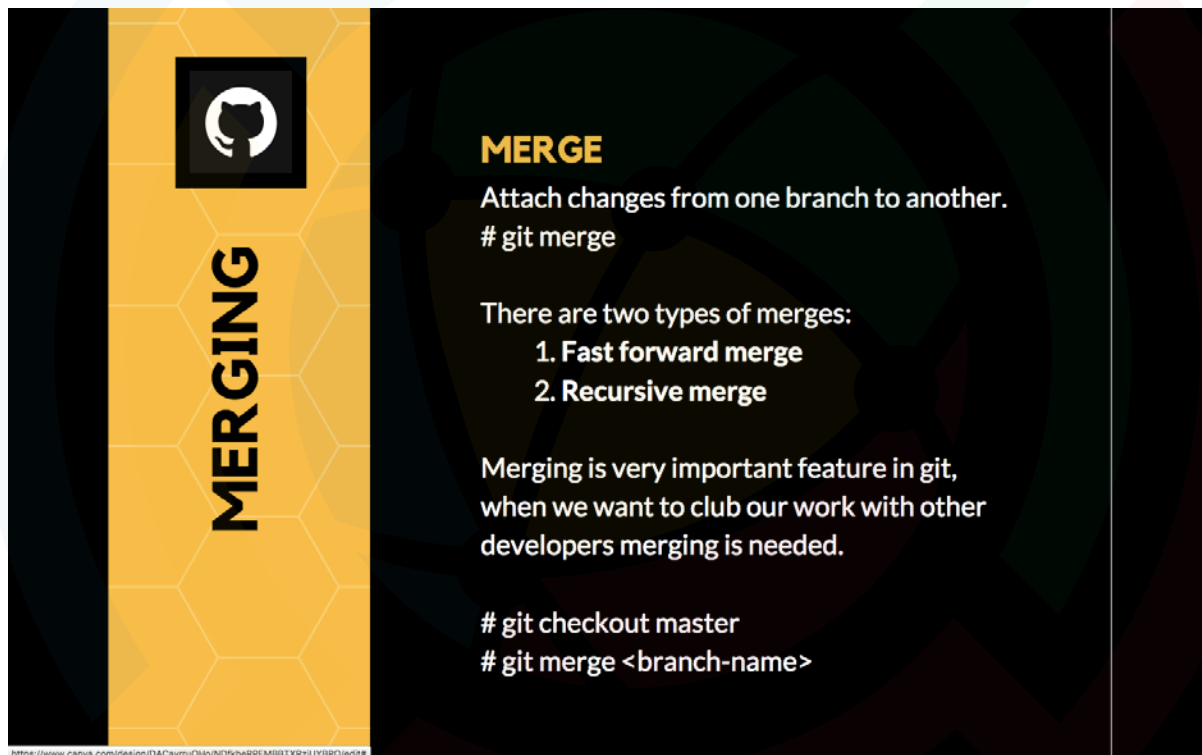 MERGING
MERGE
Attach changes from one branch to another.
# git merge
There are two types of merges:
1. Fast forward merge
2. Recursive merge
Merging is very important feature in git,
when we want to club our work with other
developers merging is needed.
# git checkout master
# git merge <branch-name>